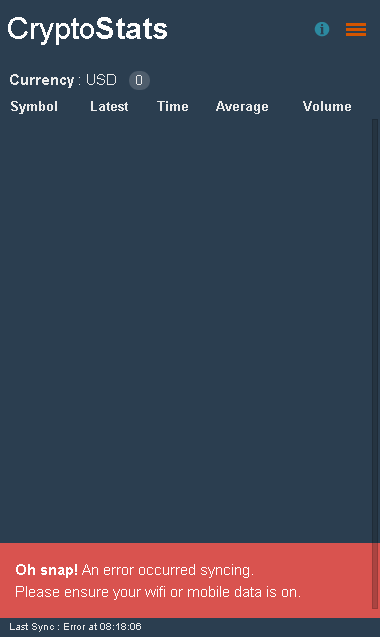 CryptoStats
Currency : USD 0
Symbol Latest Time Average Volume
Oh snap! An error occurred syncing.
Please ensure your wifi or mobile data is on.
Last Sync : Error at 08:18:06